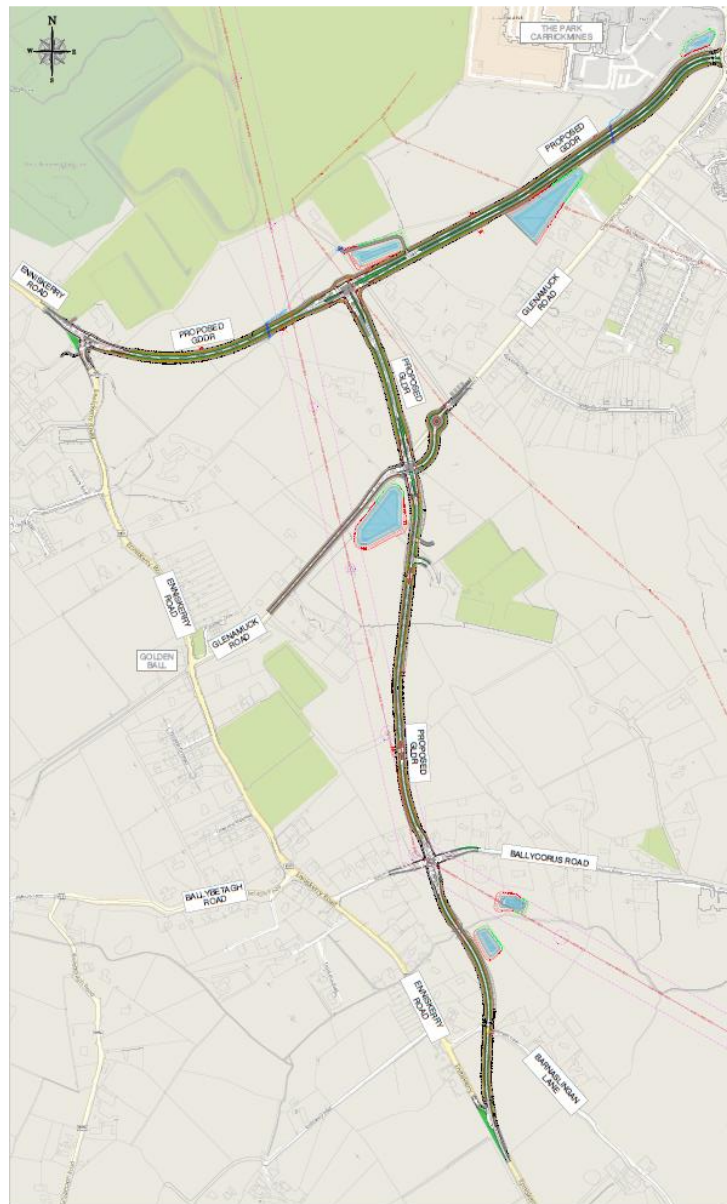 N
W
E
S
THE PARK
CARRICKMINES
PROPOSED
GDDR
ENNISKERRY
ROAD
PROPOSED
GDDR
GLENAMUCK
ROAD
PROPOSED
GLDR
ENNISKERRY
ROAD
GLENAMUCK
ROAD
GOLDEN
BALL
PROPOSED
GLDR
BALLYCORUS ROAD
BALLYBETAGH
ROAD
ENNISKERRY
ROAD
BARNASLINGAN
LANE